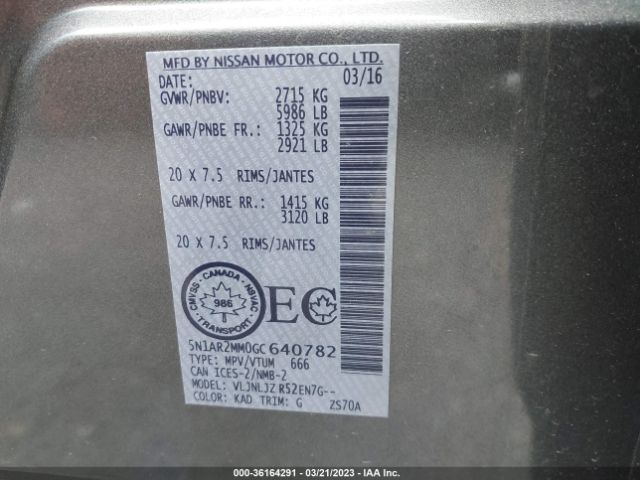 MFD BY NISSAN MOTOR CO., LTD.
DATE: 03/16
GVWR/PNBV: 2715 KG
5986 LB
GAWR/PNBE FR.: 1325 KG
2921 LB
20 X 7.5 RIMS/JANTES
GAWR/PNBE RR.: 1415 KG
3120 LB
20 X 7.5 RIMS/JANTES
CMVSS · CANADA · NSVAC
986
TRANSPORT
EC
5N1AR2MM0GC640782
TYPE: MPV/VTUM 666
CAN ICES-2/NMB-2
MODEL: VLJNLJZ R52EN7G--
COLOR: KAD TRIM: G ZS70A
000-36164291 - 03/21/2023 - IAA Inc.